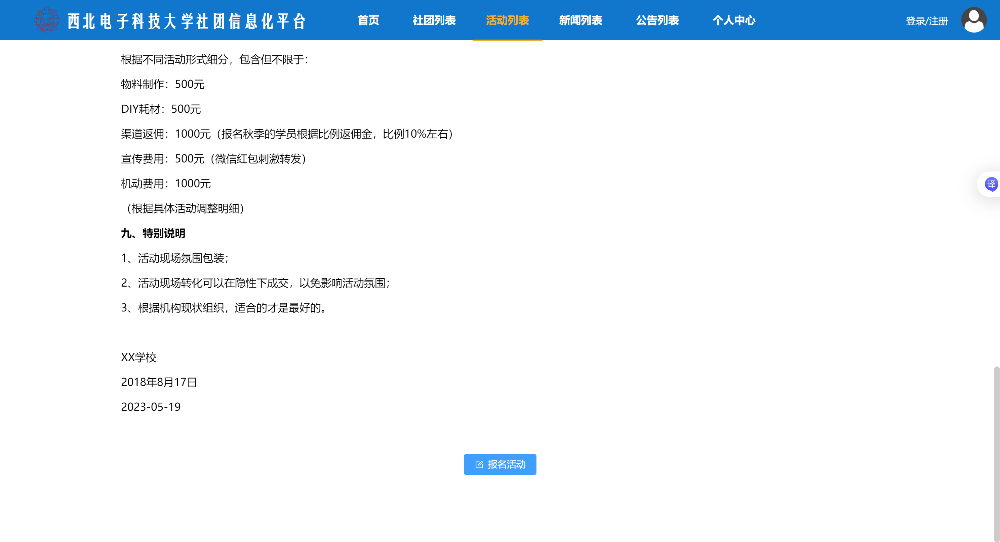 西北电子科技大学社团信息化平台
首页 社团列表 活动列表 新闻列表 公告列表 个人中心 登录/注册
根据不同活动形式细分，包含但不限于：
物料制作：500元
DIY耗材：500元
渠道返佣：1000元（报名秋季的学员根据比例返佣金，比例10%左右）
宣传费用：500元（微信红包刺激转发）
机动费用：1000元
（根据具体活动调整明细）
九、特别说明
1、活动现场氛围包装；
2、活动现场转化可以在隐性下成交，以免影响活动氛围；
3、根据机构现状组织，适合的才是最好的。
XX学校
2018年8月17日
2023-05-19
报名活动
译